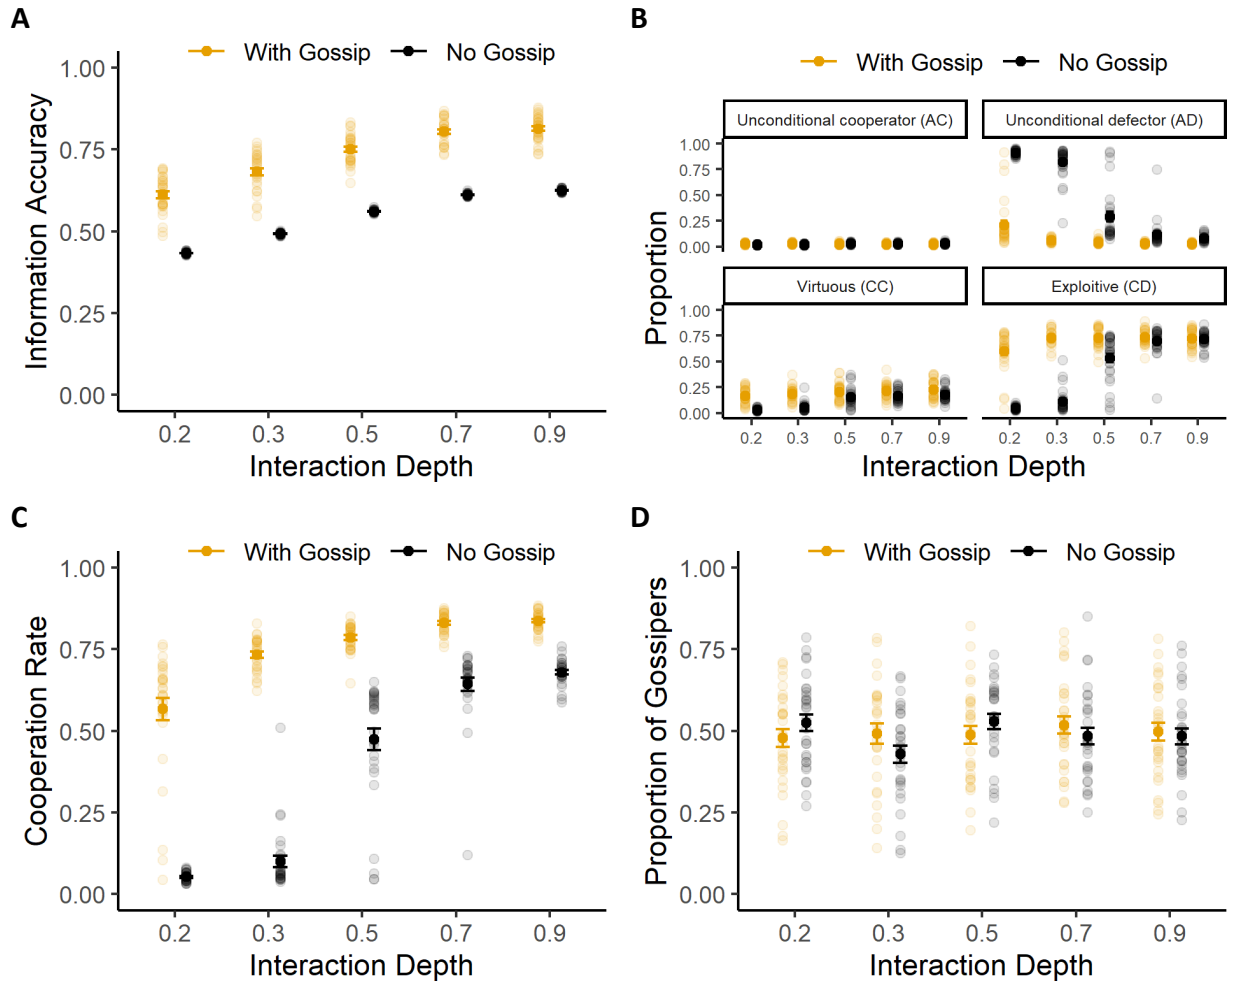 A
With Gossip No Gossip
1.00
0.75
0.50
0.25
0.00
Information Accuracy
0.2 0.3 0.5 0.7 0.9
Interaction Depth
B
With Gossip No Gossip
Unconditional cooperator (AC) Unconditional defector (AD)
1.00
0.75
0.50
0.25
0.00
Virtuous (CC) Exploitive (CD)
1.00
0.75
0.50
0.25
0.00
Proportion
0.2 0.3 0.5 0.7 0.9 0.2 0.3 0.5 0.7 0.9
Interaction Depth
C
With Gossip No Gossip
1.00
0.75
0.50
0.25
0.00
Cooperation Rate
0.2 0.3 0.5 0.7 0.9
Interaction Depth
D
With Gossip No Gossip
1.00
0.75
0.50
0.25
0.00
Proportion of Gossipers
0.2 0.3 0.5 0.7 0.9
Interaction Depth